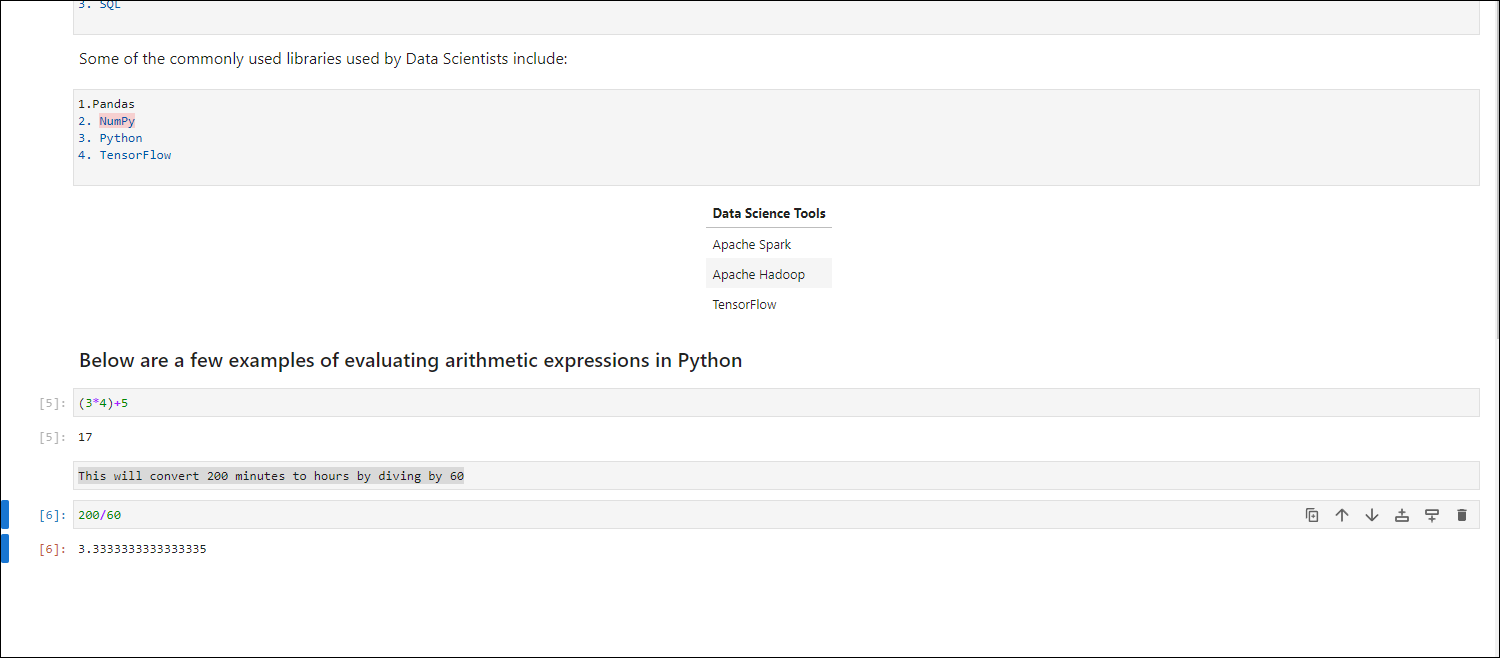 3. SQL
Some of the commonly used libraries used by Data Scientists include:
1.Pandas
2. NumPy
3. Python
4. TensorFlow
Data Science Tools
Apache Spark
Apache Hadoop
TensorFlow
Below are a few examples of evaluating arithmetic expressions in Python
[5]: (3*4)+5
[5]: 17
This will convert 200 minutes to hours by diving by 60
[6]: 200/60
[6]: 3.3333333333333335